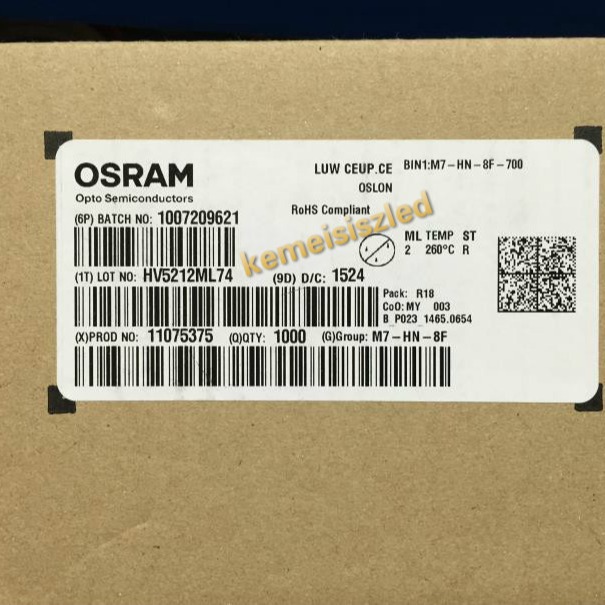 OSRAM
Opto Semiconductors
LUW CEUP.CE BIN1:M7-HN-8F-700
OSLON
RoHS Compliant
(6P) BATCH NO: 1007209621
ML TEMP ST
2 260°C R
(1T) LOT NO: HV5212ML74 (9D) D/C: 1524
Pack: R18
CoO: MY 003
B_P023_1465.0654
(X)PROD NO: 11075375 (Q)QTY: 1000 (G)Group: M7-HN-8F
kemeisiszled